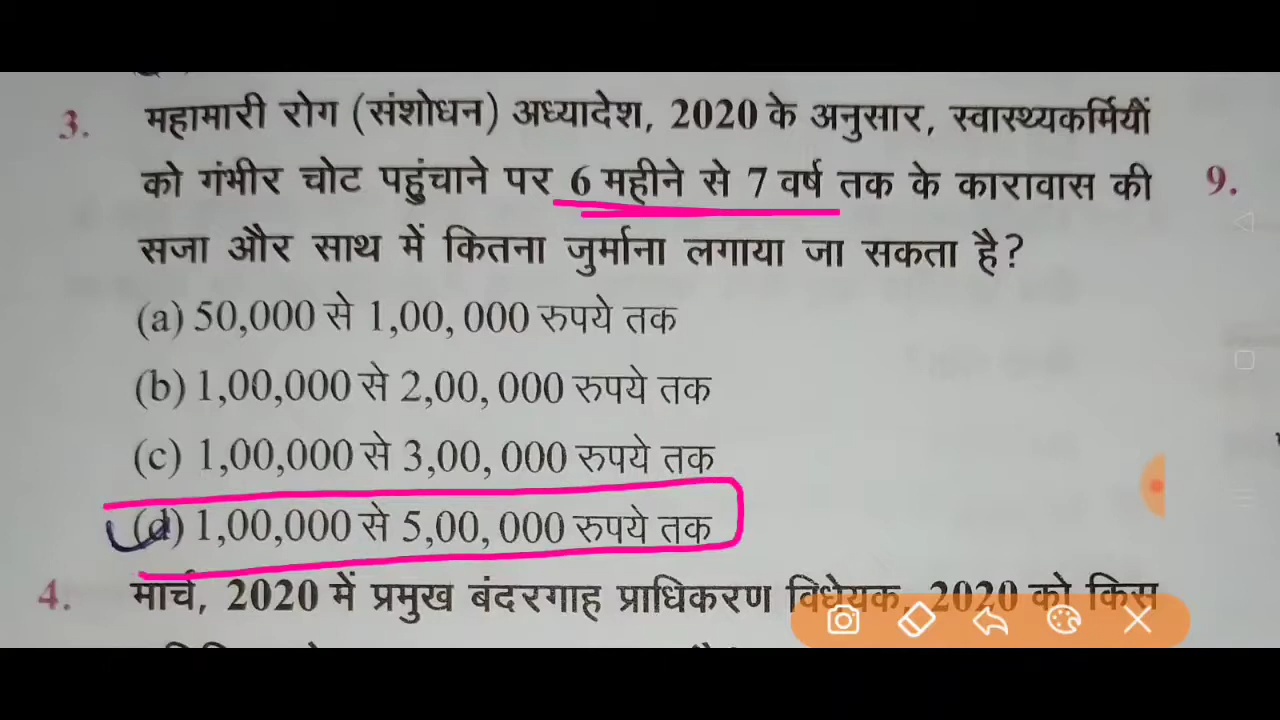 3. महामारी रोग (संशोधन) अध्यादेश, 2020 के अनुसार, स्वास्थ्यकर्मियों
को गंभीर चोट पहुंचाने पर 6 महीने से 7 वर्ष तक के कारावास की
9.
सजा और साथ में कितना जुर्माना लगाया जा सकता है?
(a) 50,000 से 1,00, 000 रुपये तक
(b) 1,00,000 से 2,00, 000 रुपये तक
(c) 1,00,000 से 3,00, 000 रुपये तक
(d) 1,00,000 से 5,00, 000 रुपये तक
4. मार्च, 2020 में प्रमुख बंदरगाह प्राधिकरण विधेयक, 2020 को किस